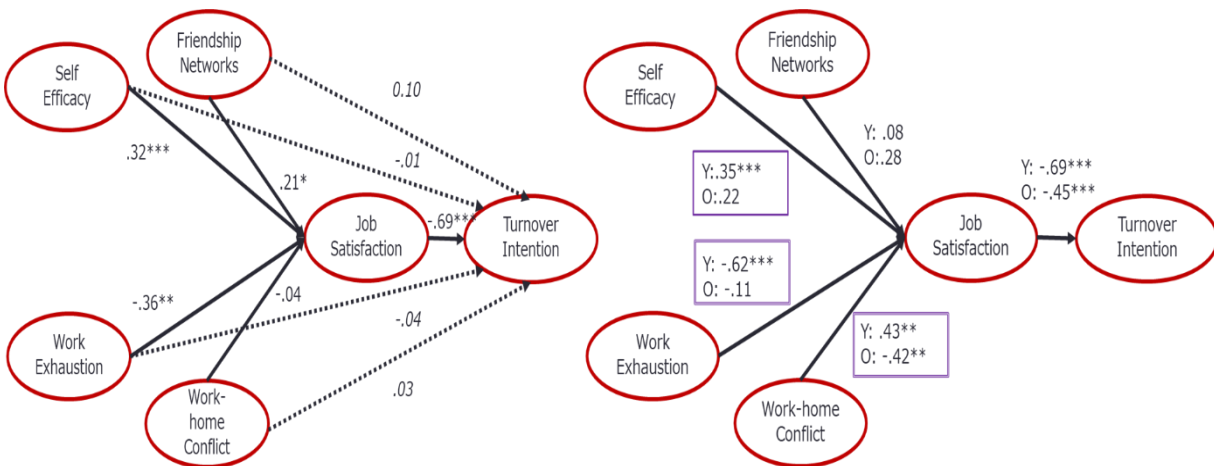 Friendship
Networks
Self
Efficacy
0.10
.32***
-.01
.21*
Job
Satisfaction
-.69***
Turnover
Intention
-.36**
-.04
-.04
Work
Exhaustion
.03
Work-
home
Conflict
Friendship
Networks
Self
Efficacy
Y: .08
O:.28
Y:.35***
O:.22
Y: -.69***
O: -.45***
Job
Satisfaction
Turnover
Intention
Y: -.62***
O: -.11
Y: .43**
O: -.42**
Work
Exhaustion
Work-home
Conflict